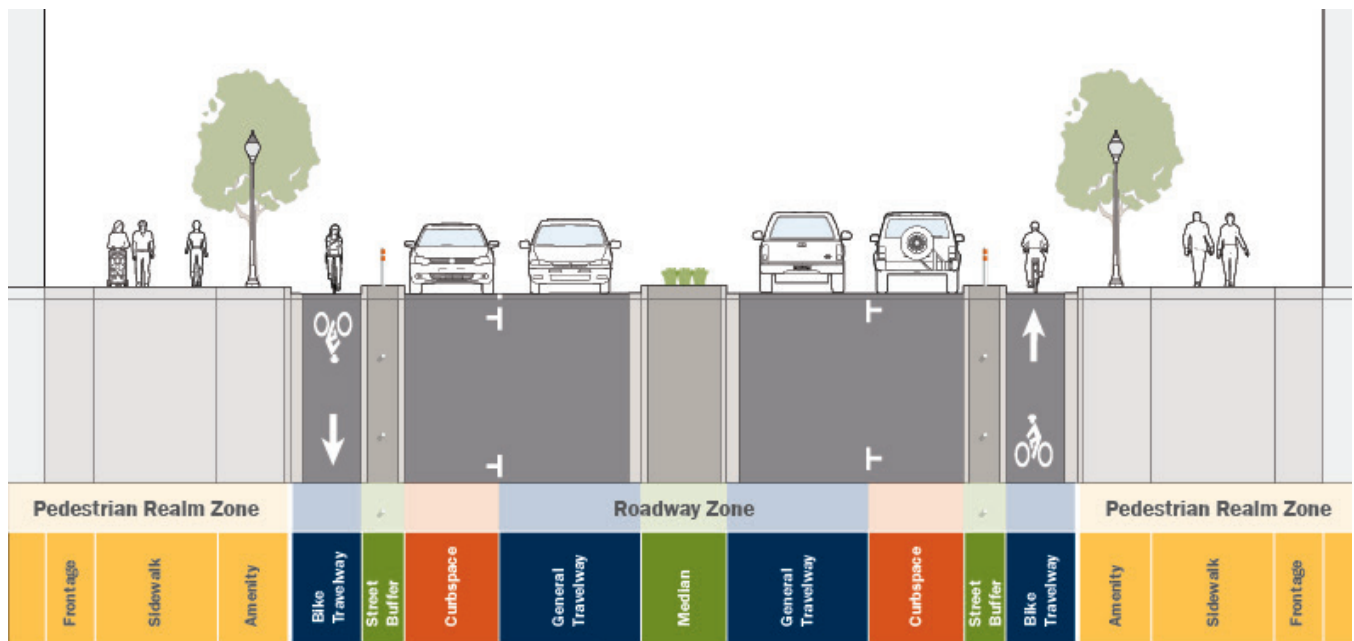 Pedestrian Realm Zone
Roadway Zone
Pedestrian Realm Zone
Frontage
Sidewalk
Amenity
Bike
Travelway
Street
Buffer
Curbspace
General
Travelway
Median
General
Travelway
Curbspace
Street
Buffer
Bike
Travelway
Amenity
Sidewalk
Frontage